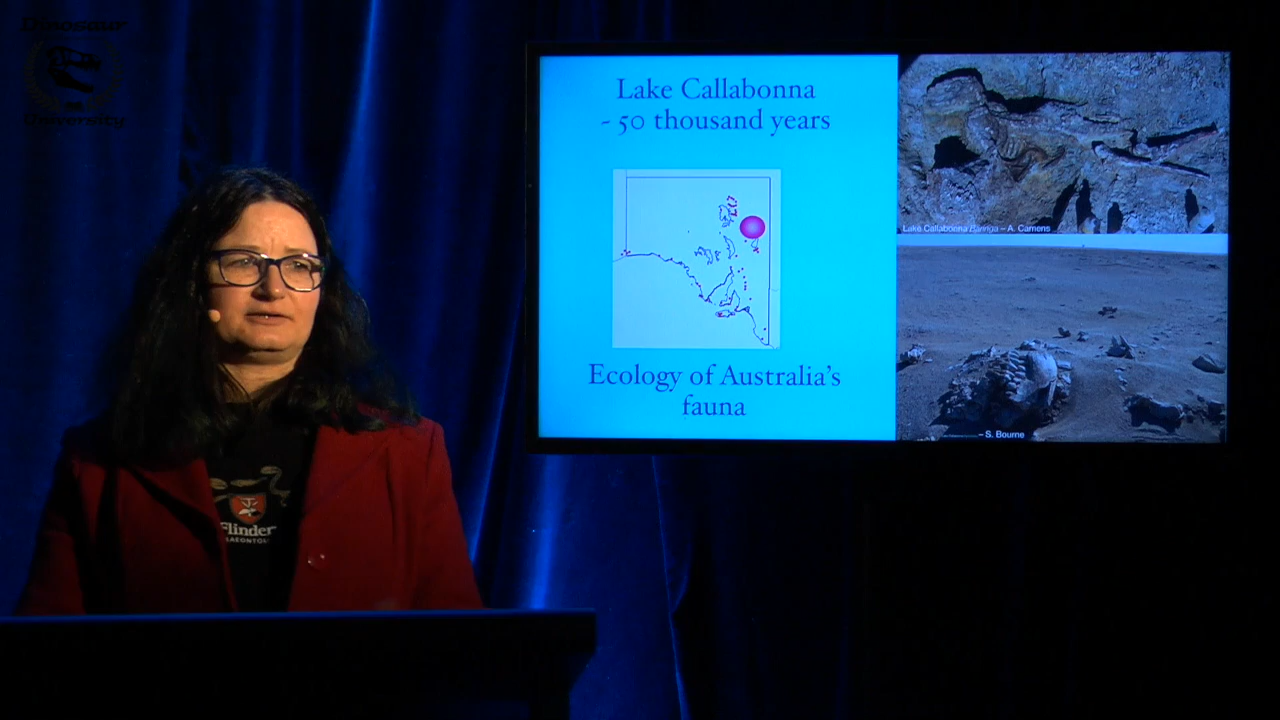 Dinosaur
University
Lake Callabonna
- 50 thousand years
Ecology of Australia's
fauna
Lake Callabonna Barriga – A. Camens
– S. Bourne
Flinders